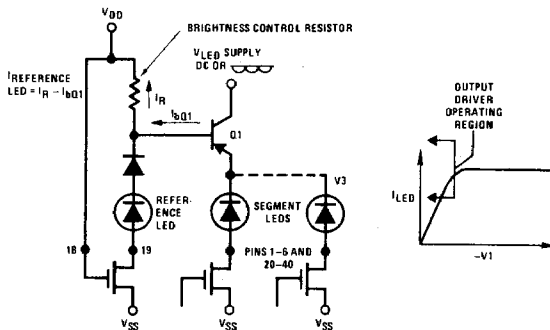 VDD
BRIGHTNESS CONTROL RESISTOR
VLED SUPPLY
DC OR
IREFERENCE
LED = IR – IbQ1
IR
IbQ1
Q1
OUTPUT
DRIVER
OPERATING
REGION
V3
REFER-
ENCE
LED
SEGMENT
LEDS
ILED
18
19
PINS 1–6 AND
20–40
–V1
VSS
VSS
VSS